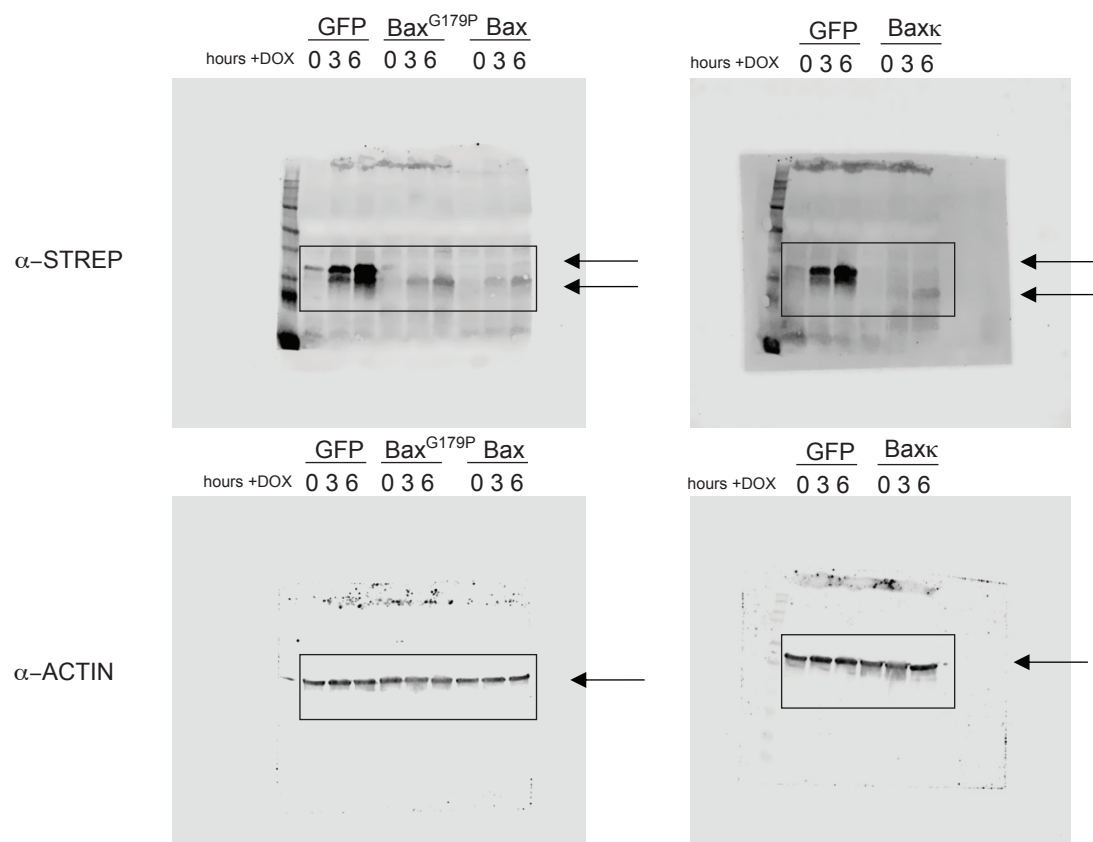 GFP Bax^G179P Bax
hours +DOX 0 3 6 0 3 6 0 3 6
GFP Baxκ
hours +DOX 0 3 6 0 3 6
α–STREP
GFP Bax^G179P Bax
hours +DOX 0 3 6 0 3 6 0 3 6
GFP Baxκ
hours +DOX 0 3 6 0 3 6
α–ACTIN